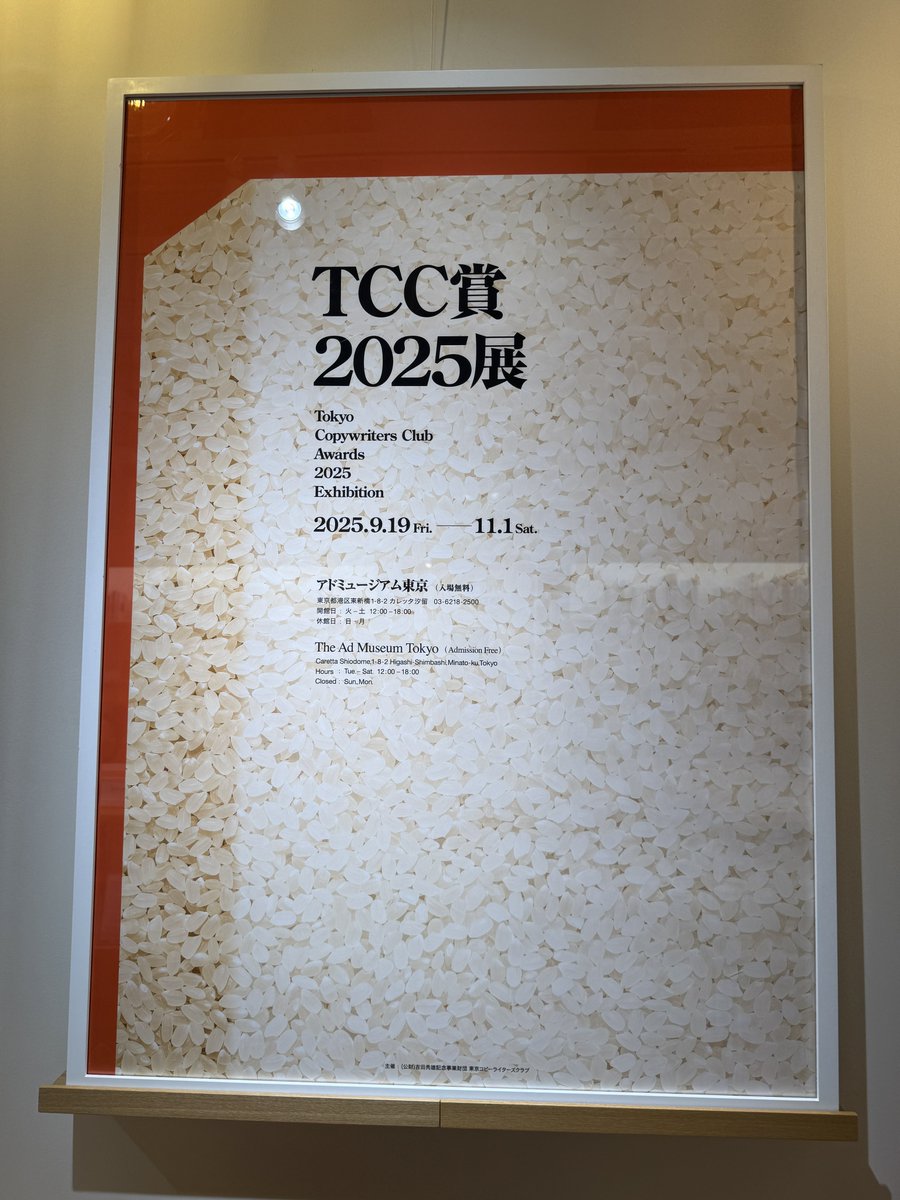 TCC賞
2025展
Tokyo
Copywriters Club
Awards
2025
Exhibition
2025.9.19 Fri. ── 11.1 Sat.
アドミュージアム東京 (入場無料)
東京都港区東新橋1-8-2 カレッタ汐留 03-6218-2500
開館日：火－土 12:00－18:00
休館日：日・月
The Ad Museum Tokyo (Admission Free)
Caretta Shiodome,1-8-2 Higashi-Shimbashi,Minato-ku,Tokyo
Hours : Tue.－Sat. 12:00－18:00
Closed : Sun.,Mon.
主催 (公財)吉田秀雄記念事業財団 東京コピーライターズクラブ